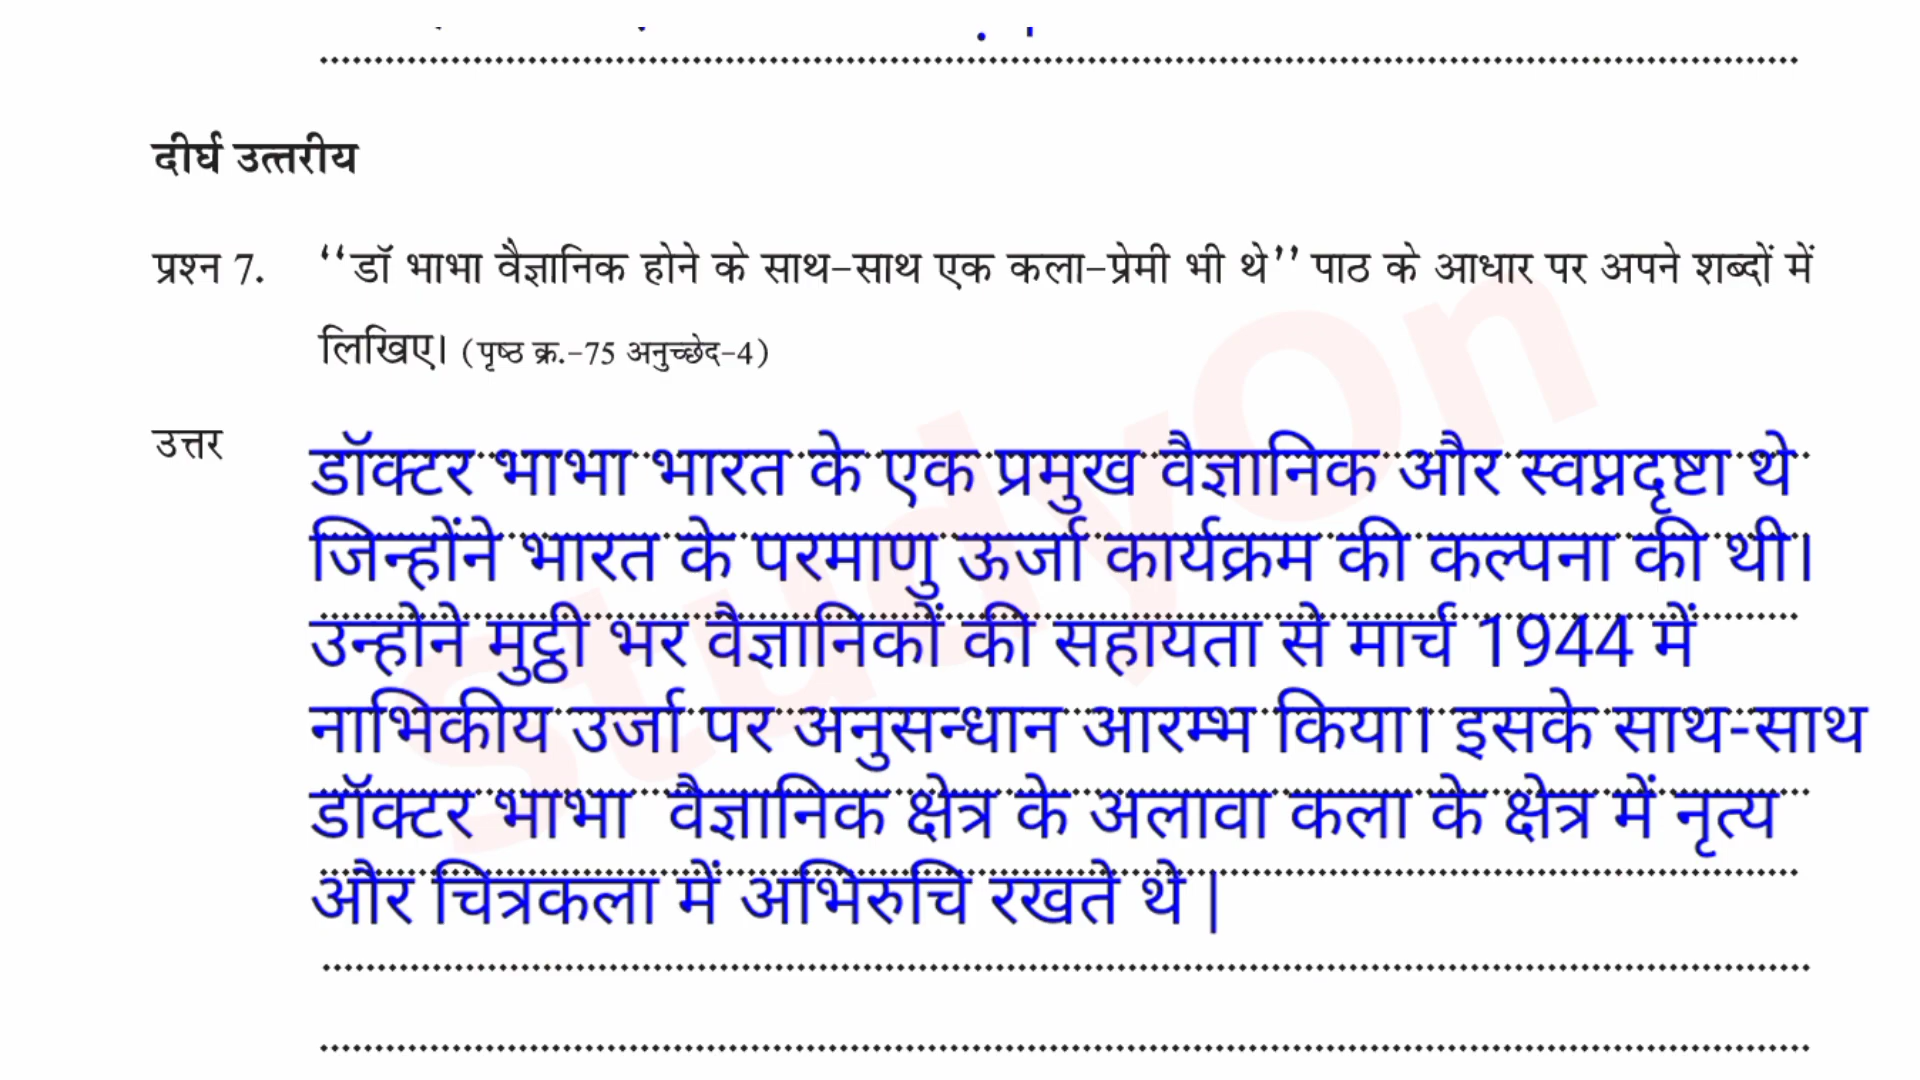 दीर्घ उत्तरीय
प्रश्न 7. ‘‘डॉ भाभा वैज्ञानिक होने के साथ-साथ एक कला-प्रेमी भी थे’’ पाठ के आधार पर अपने शब्दों में
लिखिए। (पृष्ठ क्र.-75 अनुच्छेद-4)
उत्तर डॉक्टर भाभा भारत के एक प्रमुख वैज्ञानिक और स्वप्नदृष्टा थे
जिन्होंने भारत के परमाणु ऊर्जा कार्यक्रम की कल्पना की थी।
उन्होने मुट्ठी भर वैज्ञानिकों की सहायता से मार्च 1944 में
नाभिकीय उर्जा पर अनुसन्धान आरम्भ किया। इसके साथ-साथ
डॉक्टर भाभा वैज्ञानिक क्षेत्र के अलावा कला के क्षेत्र में नृत्य
और चित्रकला में अभिरुचि रखते थे |
StudyOn